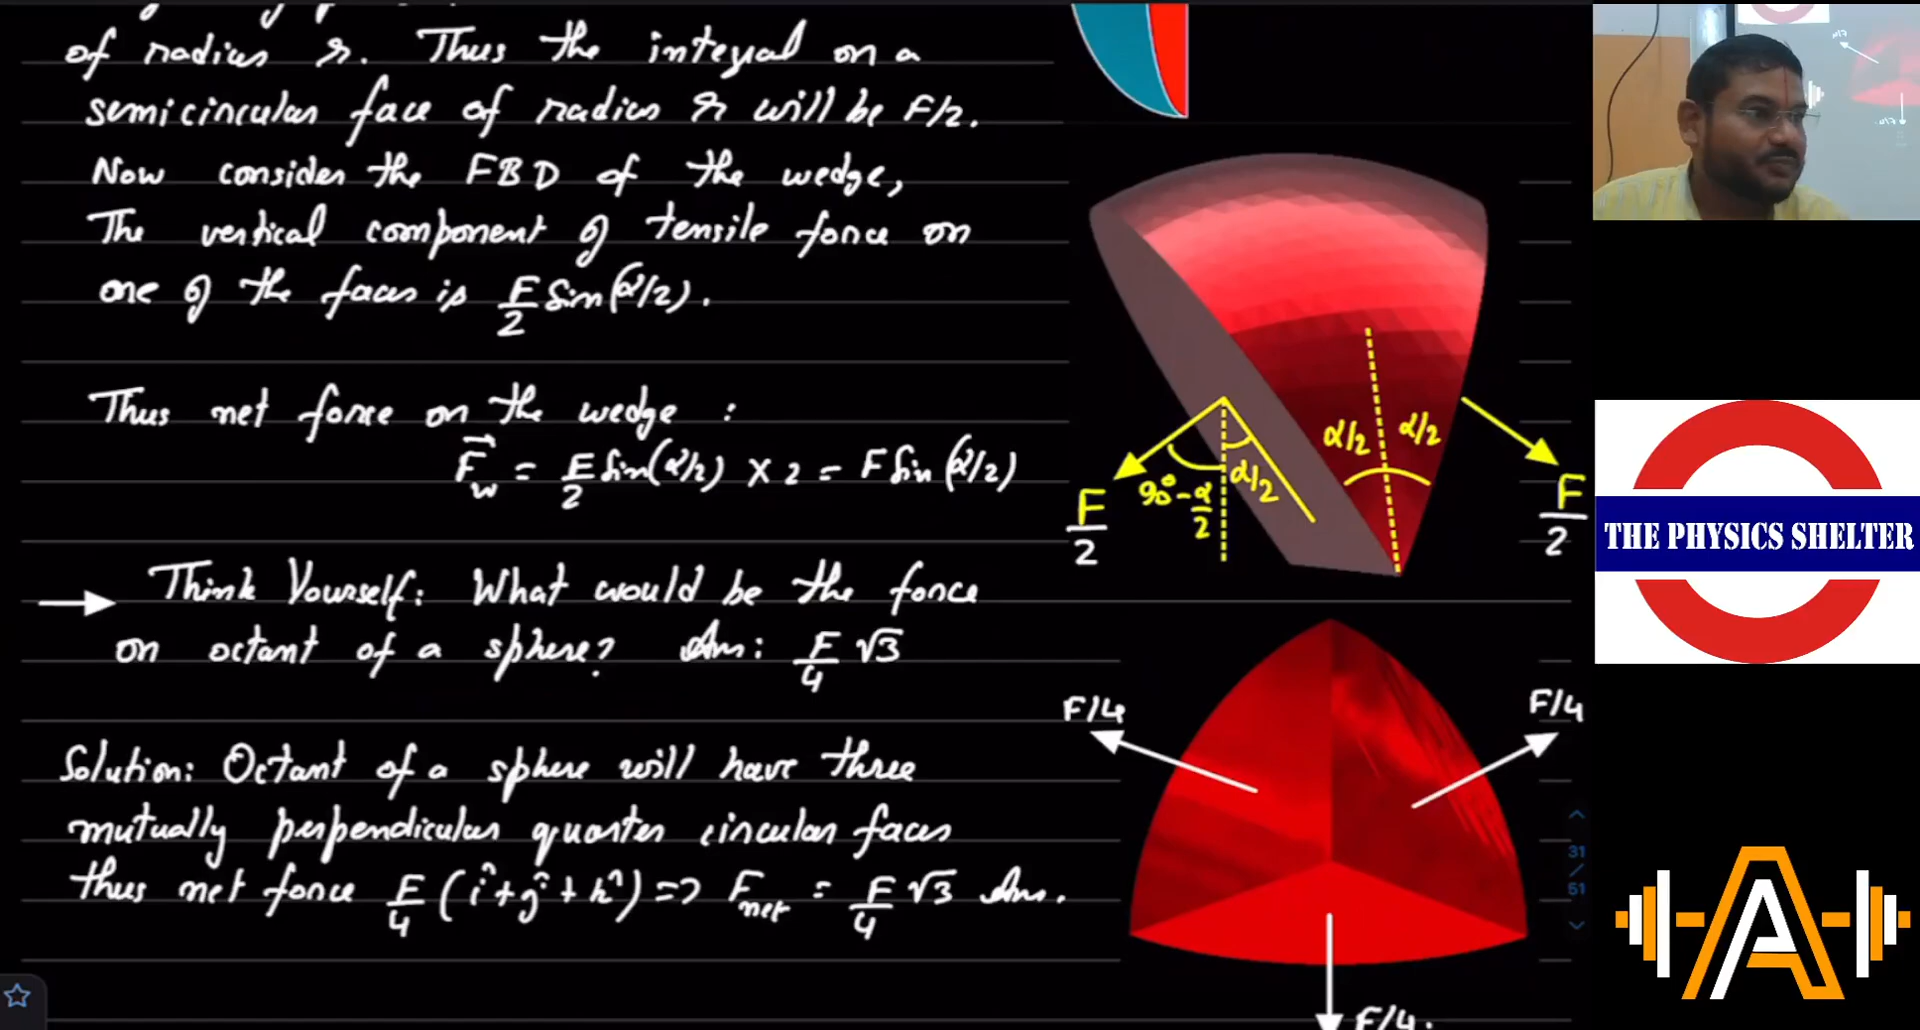 of radius r. Thus the integral on a
semicircular face of radius r will be F/2.
Now consider the FBD of the wedge,
The vertical component of tensile force on
one of the faces is F/2 Sin(α/2).
Thus net force on the wedge :
F⃗w = F/2 Sin(α/2) × 2 = F Sin(α/2)
Think Yourself: What would be the force
on octant of a sphere? Ans: F/4 √3
Solution: Octant of a sphere will have three
mutually perpendicular quarter circular faces
thus net force F/4 (î + ĵ + k̂) => Fnet = F/4 √3 Ans.
α/2 α/2
90° - α/2 α/2
F/2 F/2
F/4 F/4
F/4.
31
/
51
THE PHYSICS SHELTER
A